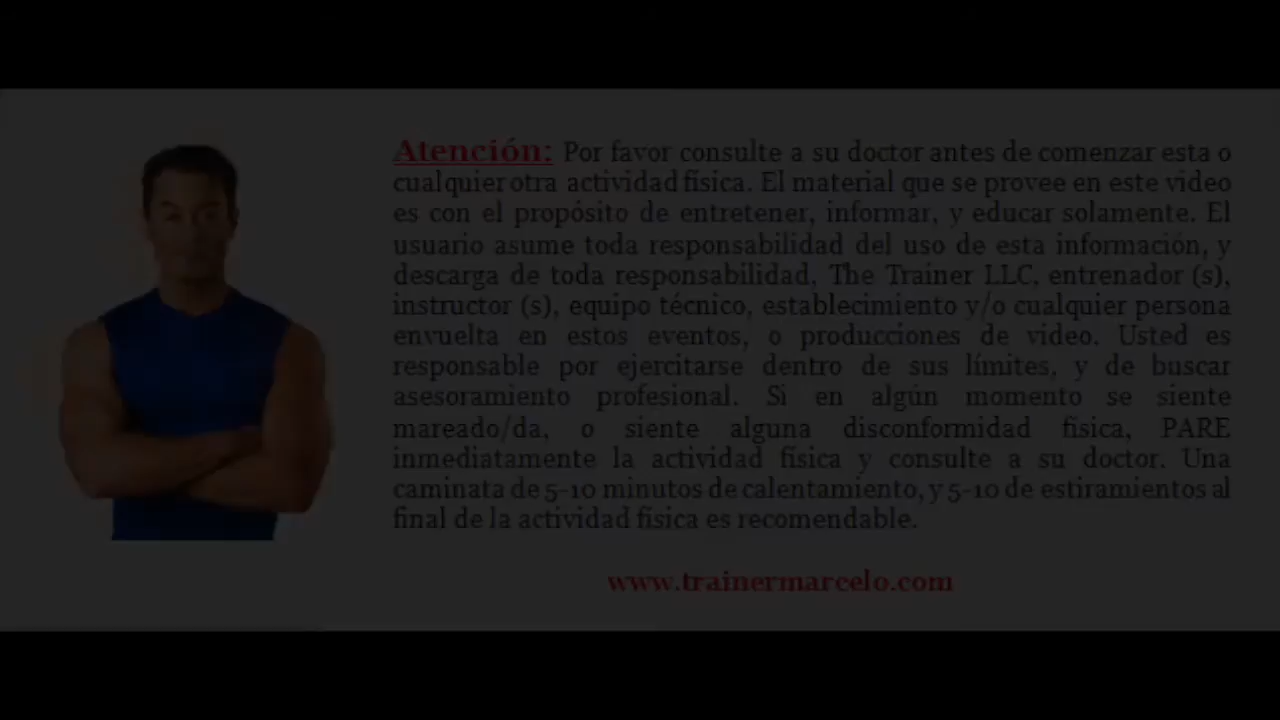 Atención: Por favor consulte a su doctor antes de comenzar esta o
cualquier otra actividad física. El material que se provee en este video
es con el propósito de entretener, informar, y educar solamente. El
usuario asume toda responsabilidad del uso de esta información, y
descarga de toda responsabilidad, The Trainer LLC, entrenador (s),
instructor (s), equipo técnico, establecimiento y/o cualquier persona
envuelta en estos eventos, o producciones de video. Usted es
responsable por ejercitarse dentro de sus límites, y de buscar
asesoramiento profesional. Si en algún momento se siente
mareado/da, o siente alguna disconformidad física, PARE
inmediatamente la actividad física y consulte a su doctor. Una
caminata de 5-10 minutos de calentamiento, y 5-10 de estiramientos al
final de la actividad física es recomendable.
www.trainermarcelo.com